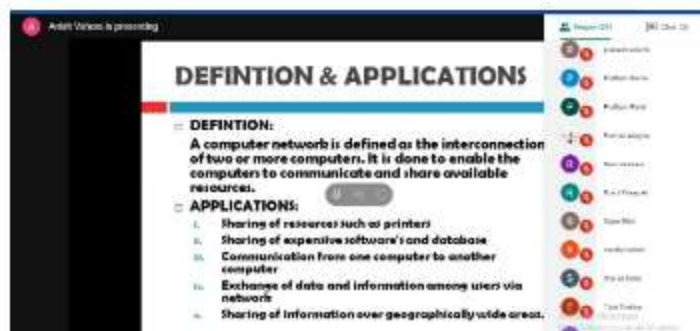 is presenting
People
DEFINTION & APPLICATIONS
DEFINTION:
A computer network is defined as the interconnection
of two or more computers. It is done to enable the
computers to communicate and share available
resources.
APPLICATIONS:
i. Sharing of resources such as printers
ii. Sharing of expensive software's and database
iii. Communication from one computer to another
computer
iv. Exchange of data and information among users via
network
v. Sharing of information over geographically wide areas.